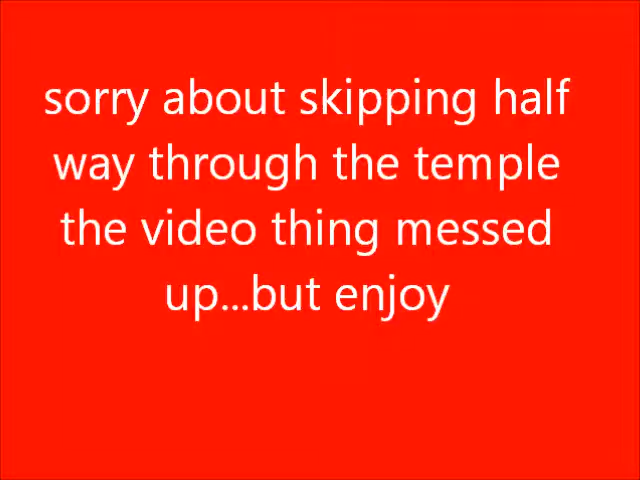 sorry about skipping half
way through the temple
the video thing messed
up...but enjoy